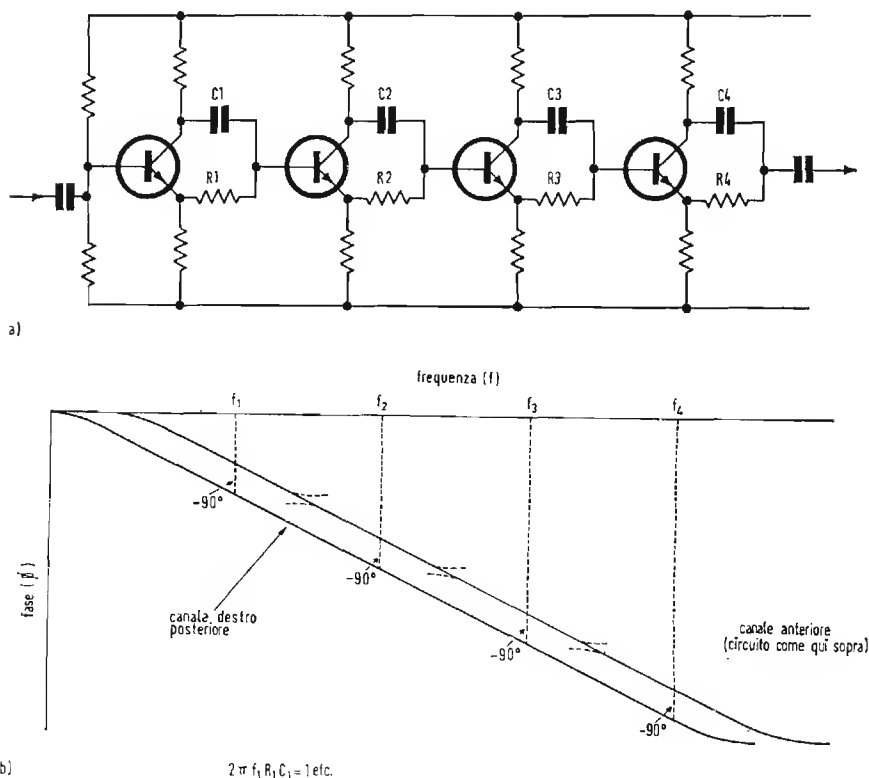 C1
C2
C3
C4
R1
R2
R3
R4
a)
frequenza (f)
f1
f2
f3
f4
-90°
-90°
-90°
-90°
fase (ϕ)
canale destro
posteriore
canale anteriore
(circuito come qui sopra)
b)
2 π f1 R1 C1 = 1 etc.